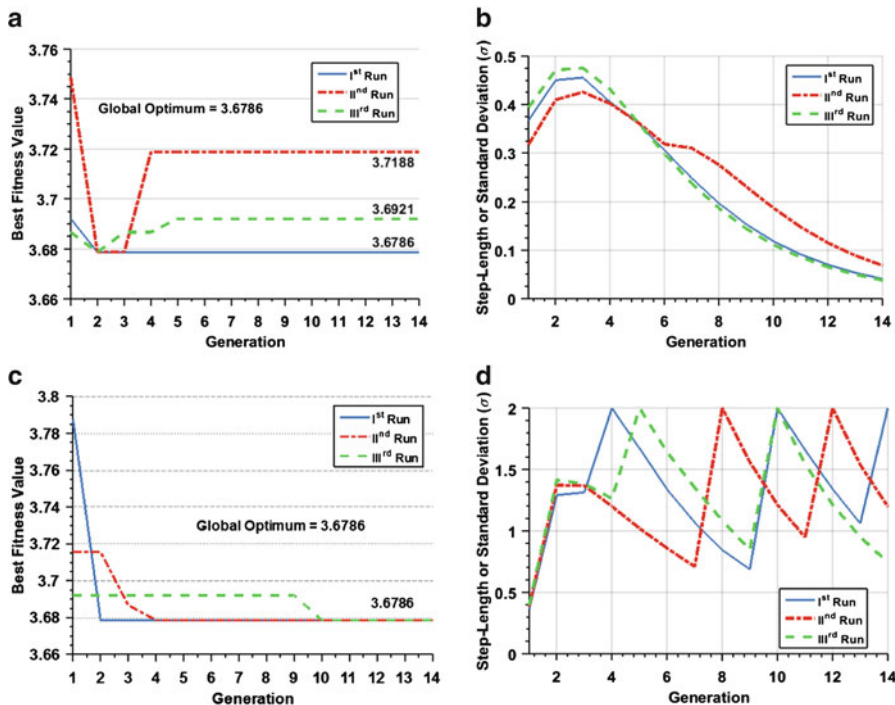 a
3.76
3.74
3.72
3.7
3.68
3.66
Best Fitness Value
Global Optimum = 3.6786
Ist Run
IInd Run
IIIrd Run
3.7188
3.6921
3.6786
1 2 3 4 5 6 7 8 9 10 11 12 13 14
Generation
b
0.5
0.4
0.3
0.2
0.1
0
Step-Length or Standard Deviation (σ)
Ist Run
IInd Run
IIIrd Run
2 4 6 8 10 12 14
Generation
c
3.8
3.78
3.76
3.74
3.72
3.7
3.68
3.66
Best Fitness Value
Ist Run
IInd Run
IIIrd Run
Global Optimum = 3.6786
3.6786
1 2 3 4 5 6 7 8 9 10 11 12 13 14
Generation
d
2
1.5
1
0.5
0
Step-Length or Standard Deviation (σ)
Ist Run
IInd Run
IIIrd Run
2 4 6 8 10 12 14
Generation